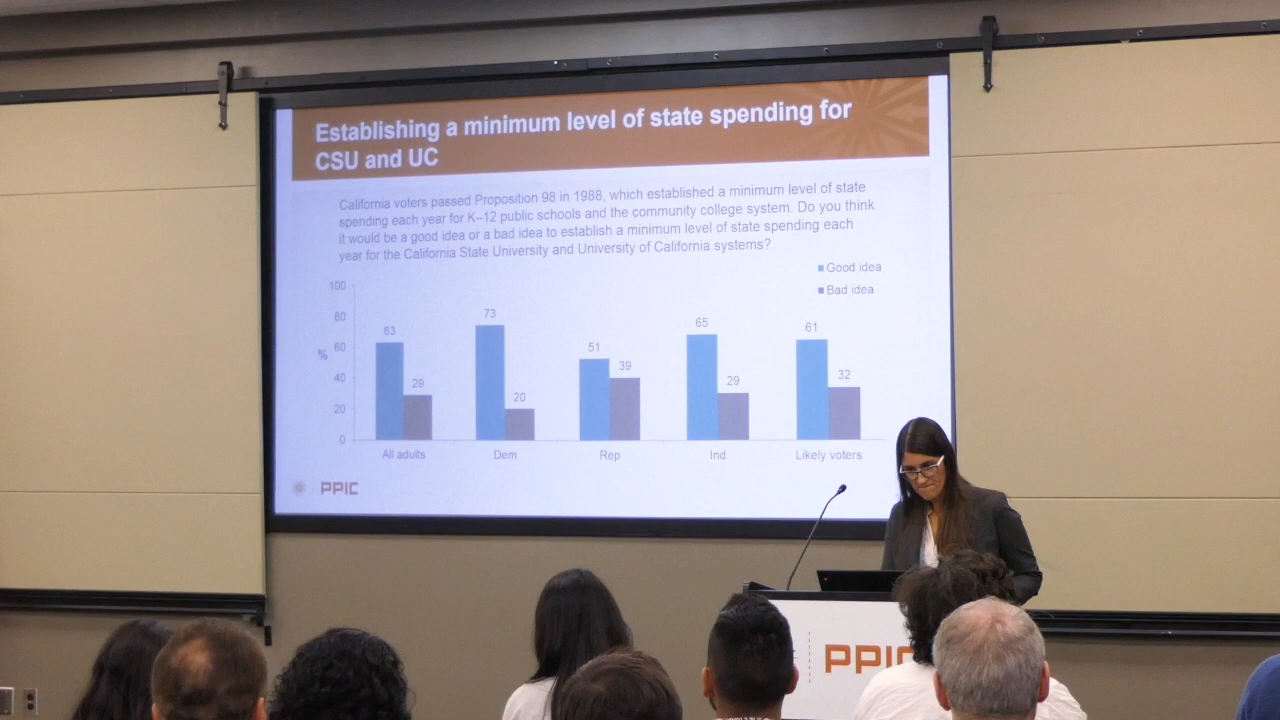 Establishing a minimum level of state spending for
CSU and UC
California voters passed Proposition 98 in 1988, which established a minimum level of state
spending each year for K–12 public schools and the community college system. Do you think
it would be a good idea or a bad idea to establish a minimum level of state spending each
year for the California State University and University of California systems?
Good idea
Bad idea
100
80
60
40
20
0
%
63
29
73
20
51
39
65
29
61
32
All adults
Dem
Rep
Ind
Likely voters
PPIC
PPIC